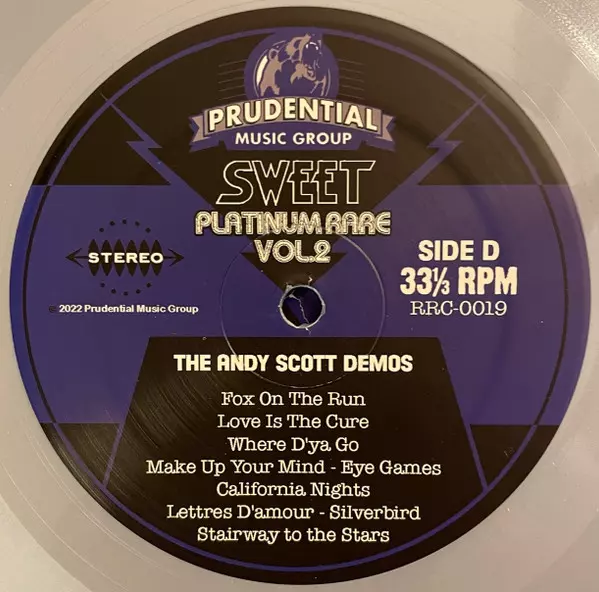 PRUDENTIAL
MUSIC GROUP
SWEET
PLATINUM RARE
VOL.2
STEREO
SIDE D
33⅓ RPM
RRC-0019
© 2022 Prudential Music Group
THE ANDY SCOTT DEMOS
Fox On The Run
Love Is The Cure
Where D'ya Go
Make Up Your Mind - Eye Games
California Nights
Lettres D'amour - Silverbird
Stairway to the Stars